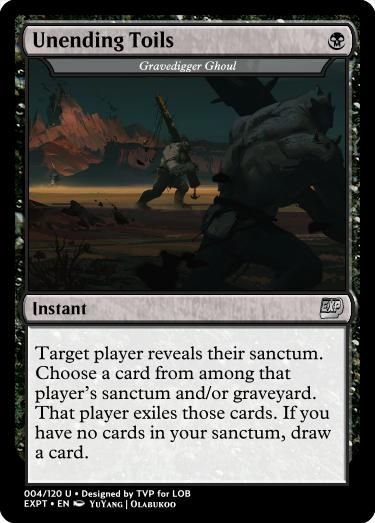 Unending Toils
Gravedigger Ghoul
Instant
EXP
Target player reveals their sanctum.
Choose a card from among that
player's sanctum and/or graveyard.
That player exiles those cards. If you
have no cards in your sanctum, draw
a card.
004/120 U • Designed by TVP for LOB
EXPT • EN YuYang | Olabukoo